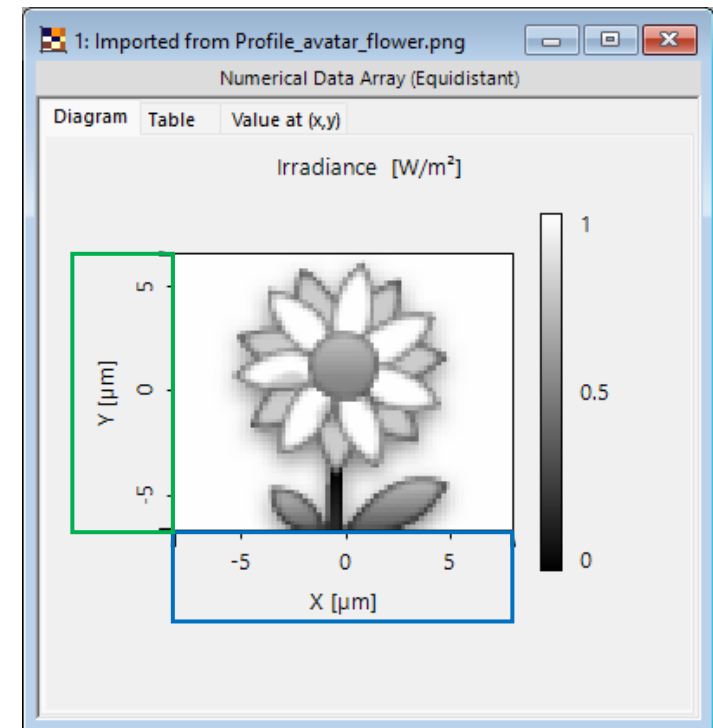 1: Imported from Profile_avatar_flower.png
Numerical Data Array (Equidistant)
Diagram Table Value at (x,y)
Irradiance [W/m²]
1
0.5
0
5
0
-5
Y [µm]
-5 0 5
X [µm]